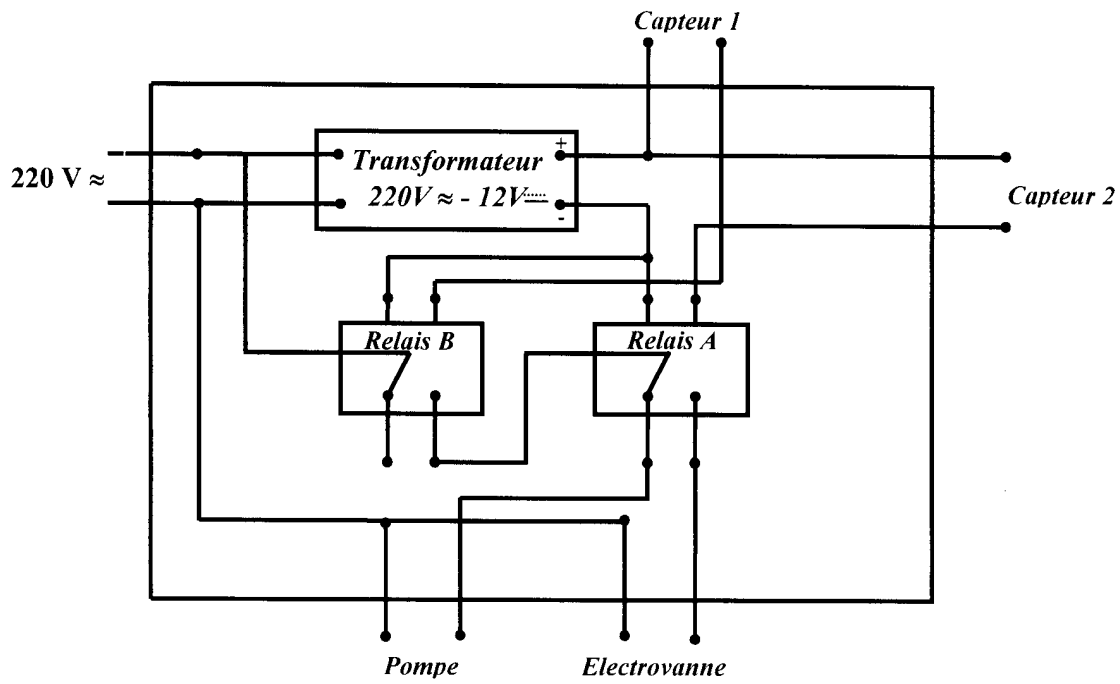 Capteur 1
+
Transformateur
220 V ≈
220V ≈ - 12V⎓
-
Capteur 2
Relais B
Relais A
Pompe
Electrovanne